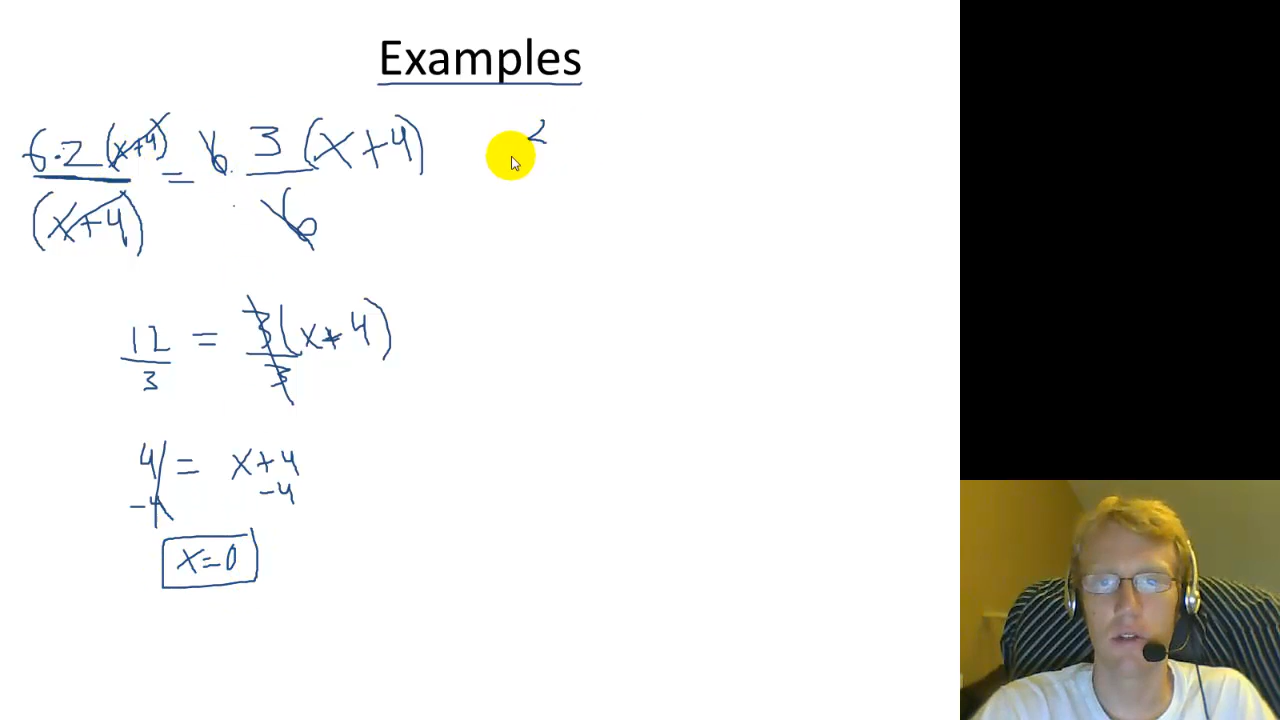 Examples
6·2 (x+4) / (x+4) = 6 · 3 (x+4) / 6
12 / 3 = 3(x+4) / 3
4 = x+4
-4 -4
x=0